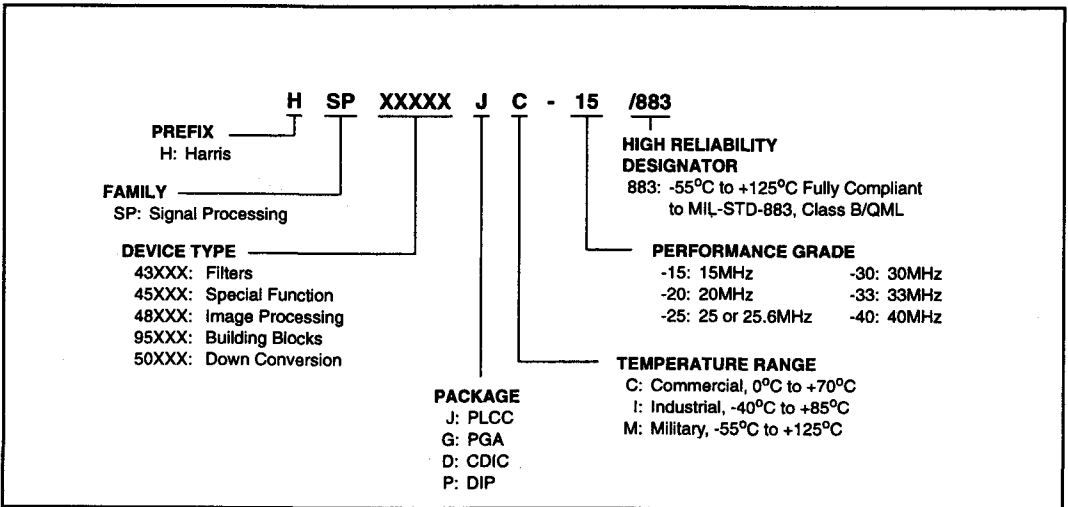 H SP XXXXX J C - 15 /883
PREFIX
H: Harris
FAMILY
SP: Signal Processing
DEVICE TYPE
43XXX: Filters
45XXX: Special Function
48XXX: Image Processing
95XXX: Building Blocks
50XXX: Down Conversion
PACKAGE
J: PLCC
G: PGA
D: CDIC
P: DIP
TEMPERATURE RANGE
C: Commercial, 0°C to +70°C
I: Industrial, -40°C to +85°C
M: Military, -55°C to +125°C
PERFORMANCE GRADE
-15: 15MHz -30: 30MHz
-20: 20MHz -33: 33MHz
-25: 25 or 25.6MHz -40: 40MHz
HIGH RELIABILITY
DESIGNATOR
883: -55°C to +125°C Fully Compliant
to MIL-STD-883, Class B/QML